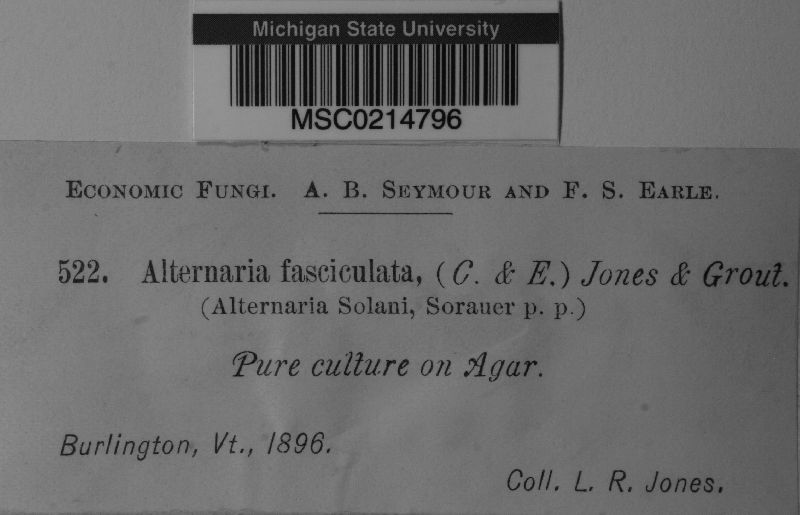 Michigan State University
MSC0214796
Economic Fungi. A. B. Seymour and F. S. Earle.
522. Alternaria fasciculata, (C. & E.) Jones & Grout.
(Alternaria Solani, Sorauer p. p.)
Pure culture on Agar.
Burlington, Vt., 1896.
Coll. L. R. Jones.